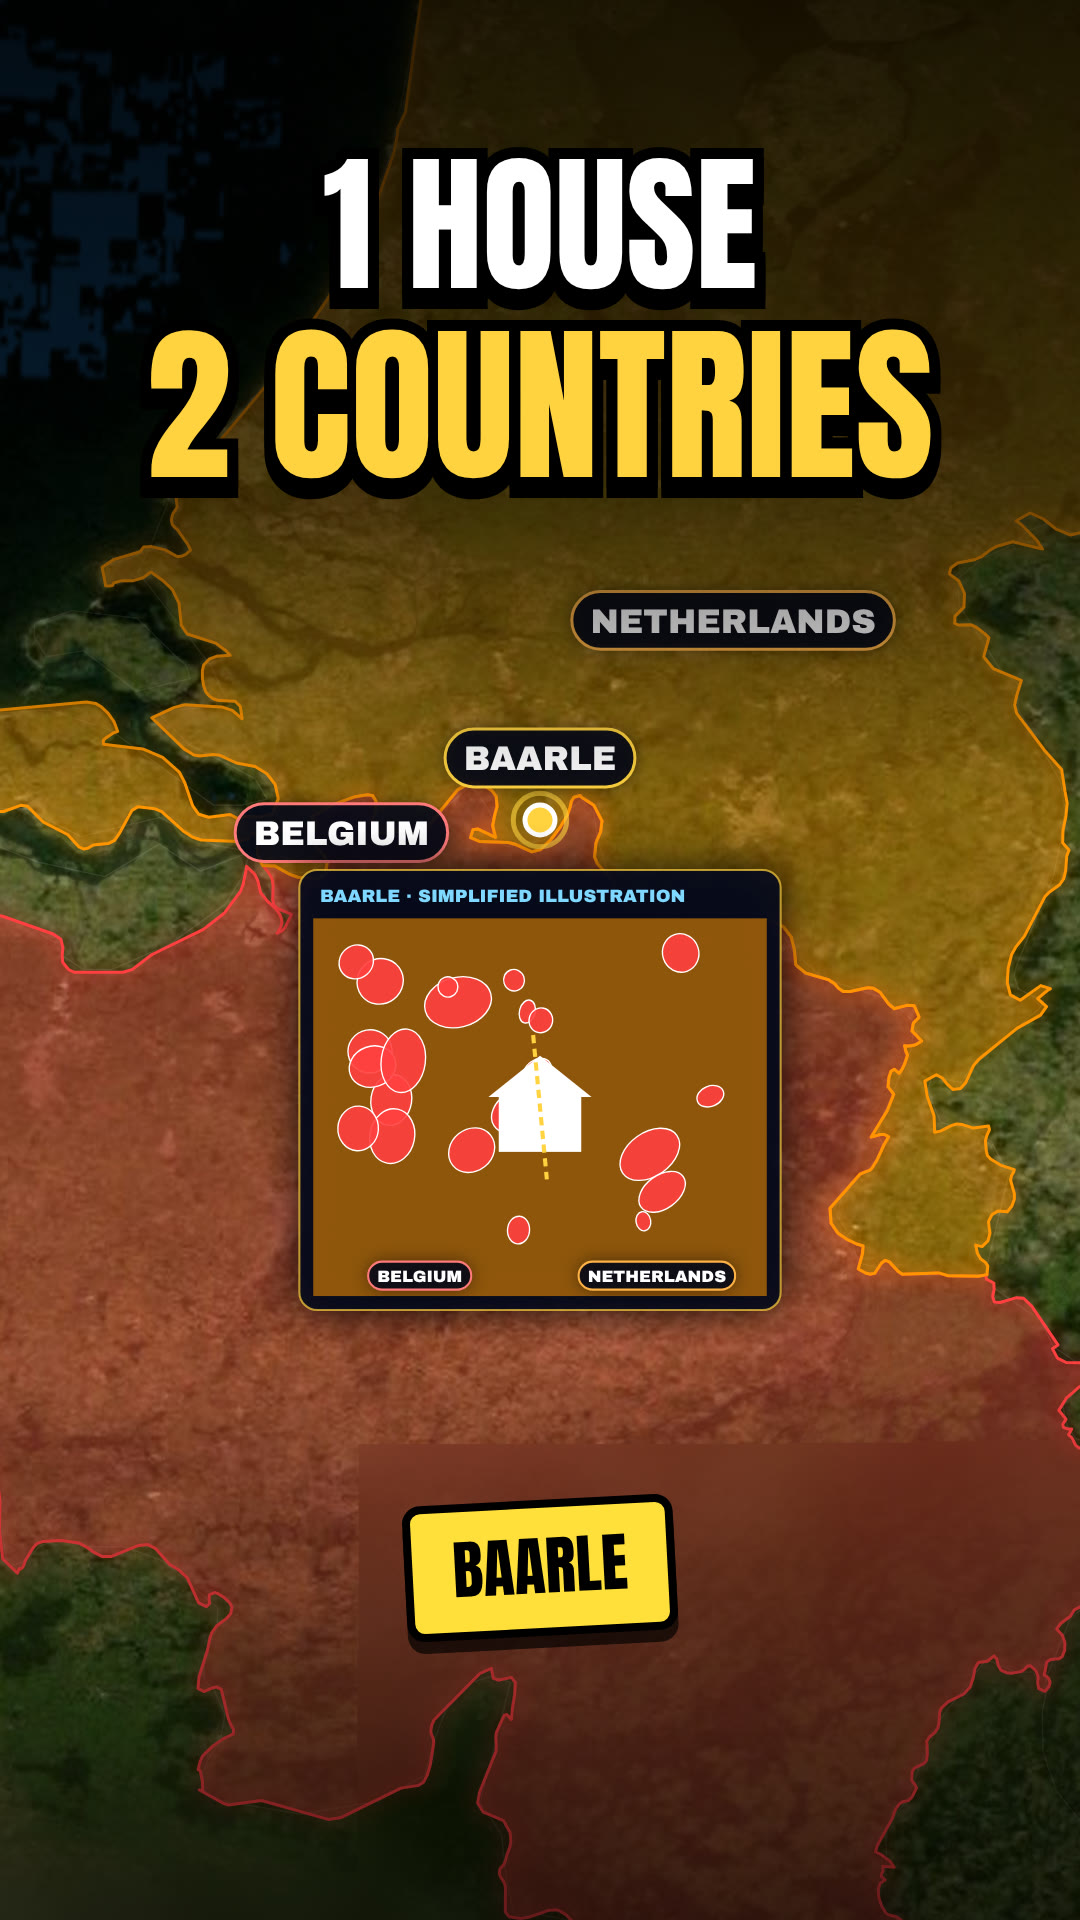 1 HOUSE
2 COUNTRIES
NETHERLANDS
BAARLE
BELGIUM
BAARLE · SIMPLIFIED ILLUSTRATION
BELGIUM
NETHERLANDS
BAARLE